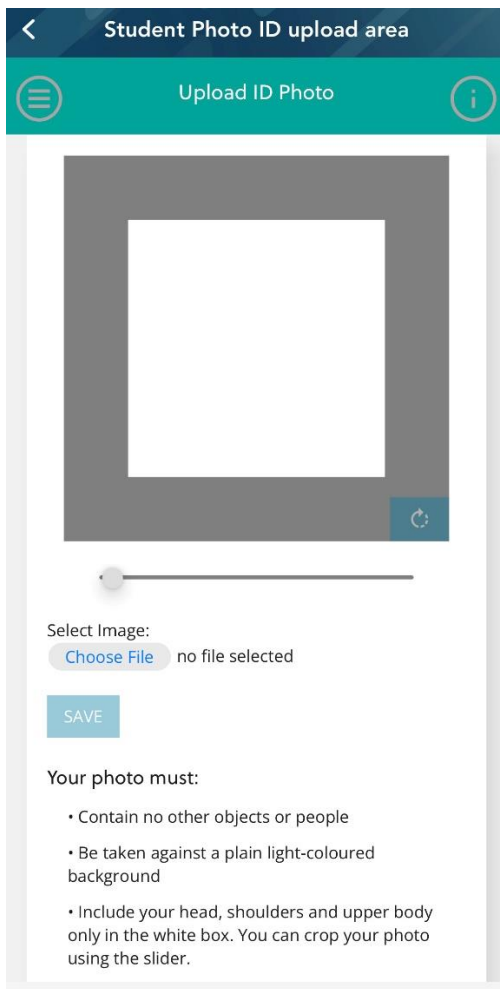 Student Photo ID upload area
Upload ID Photo
Select Image:
Choose File no file selected
SAVE
Your photo must:
• Contain no other objects or people
• Be taken against a plain light-coloured
background
• Include your head, shoulders and upper body
only in the white box. You can crop your photo
using the slider.